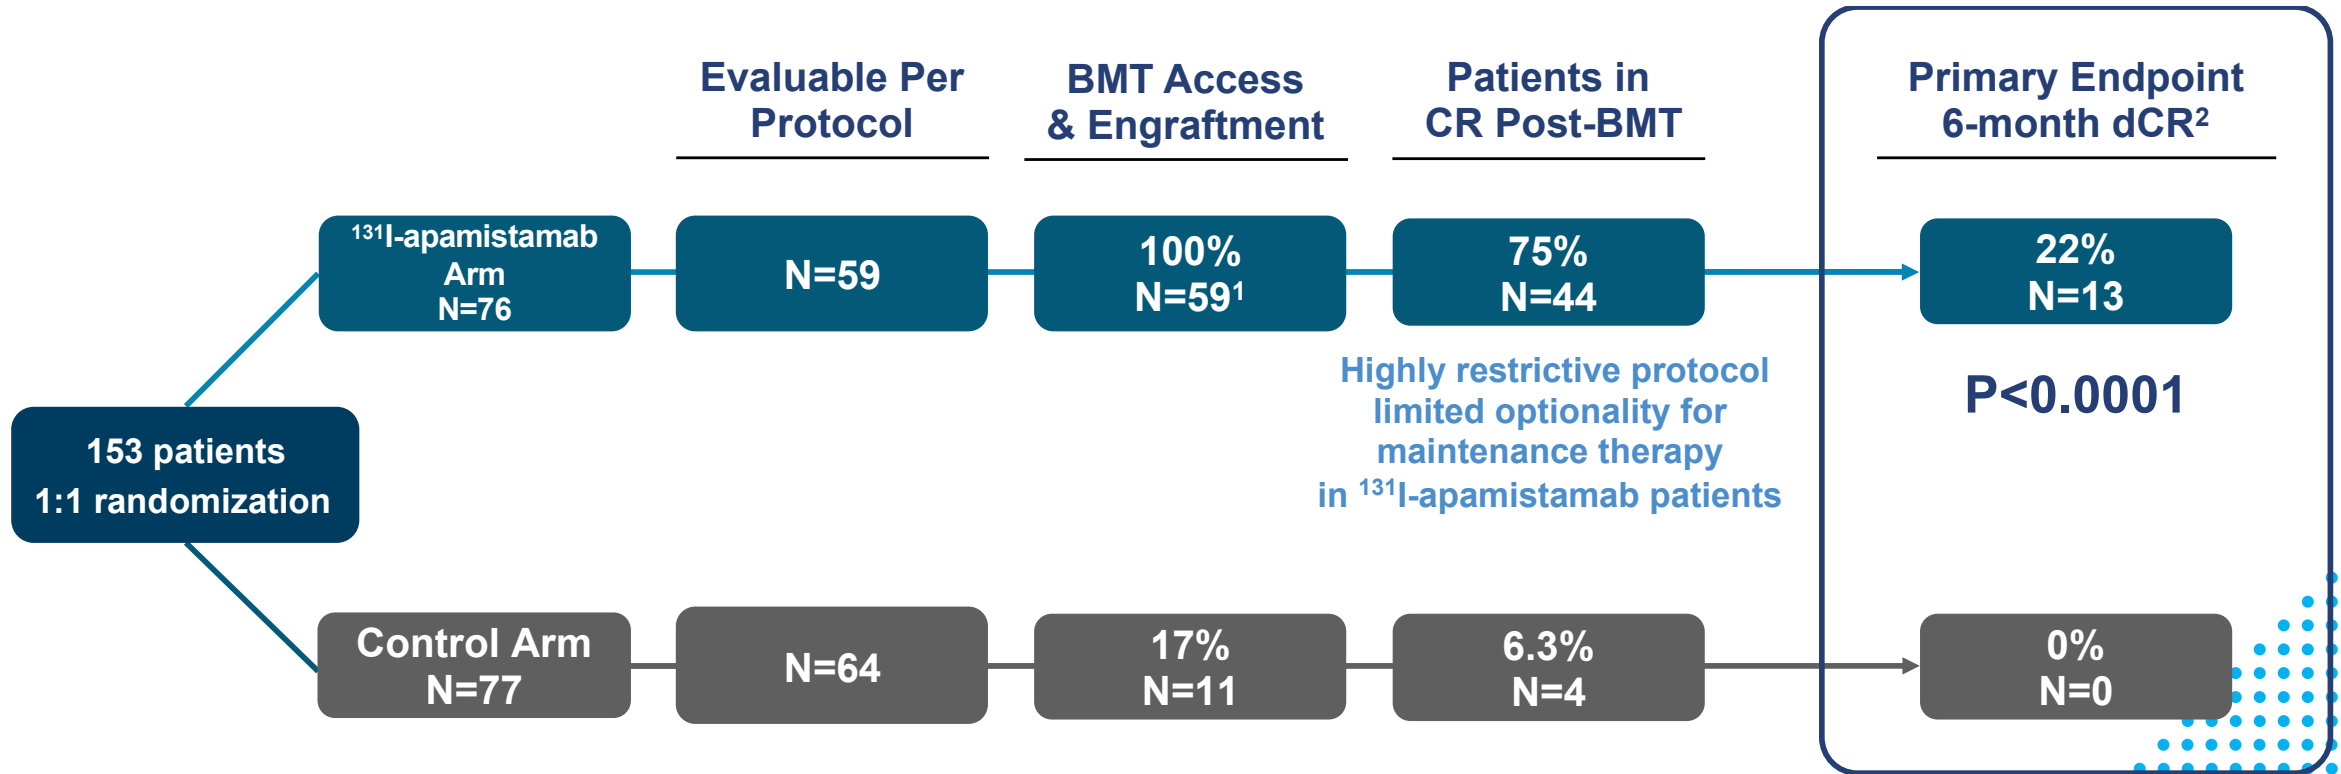 Evaluable Per
Protocol
BMT Access
& Engraftment
Patients in
CR Post-BMT
Primary Endpoint
6-month dCR²
¹³¹I-apamistamab
Arm
N=76
N=59
100%
N=59¹
75%
N=44
22%
N=13
Highly restrictive protocol
limited optionality for
maintenance therapy
in ¹³¹I-apamistamab patients
P<0.0001
153 patients
1:1 randomization
Control Arm
N=77
N=64
17%
N=11
6.3%
N=4
0%
N=0